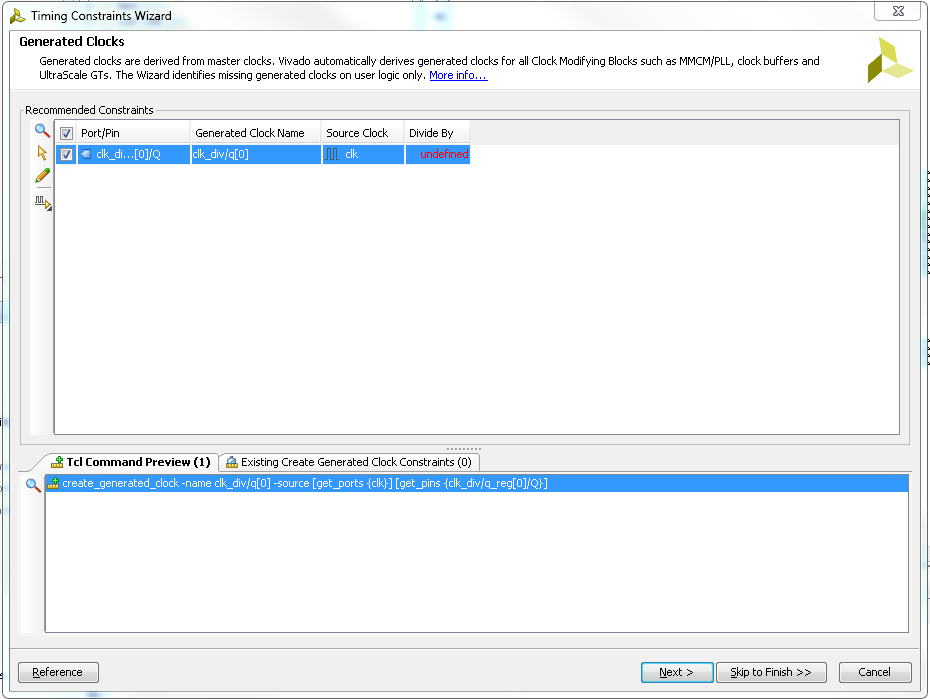 Timing Constraints Wizard
Generated Clocks
Generated clocks are derived from master clocks. Vivado automatically derives generated clocks for all Clock Modifying Blocks such as MMCM/PLL, clock buffers and
UltraScale GTs. The Wizard identifies missing generated clocks on user logic only. More info...
Recommended Constraints
Port/Pin Generated Clock Name Source Clock Divide By
clk_di...[0]/Q clk_div/q[0] clk undefined
Tcl Command Preview (1) Existing Create Generated Clock Constraints (0)
create_generated_clock -name clk_div/q[0] -source [get_ports {clk}] [get_pins {clk_div/q_reg[0]/Q}]
Reference Next > Skip to Finish >> Cancel